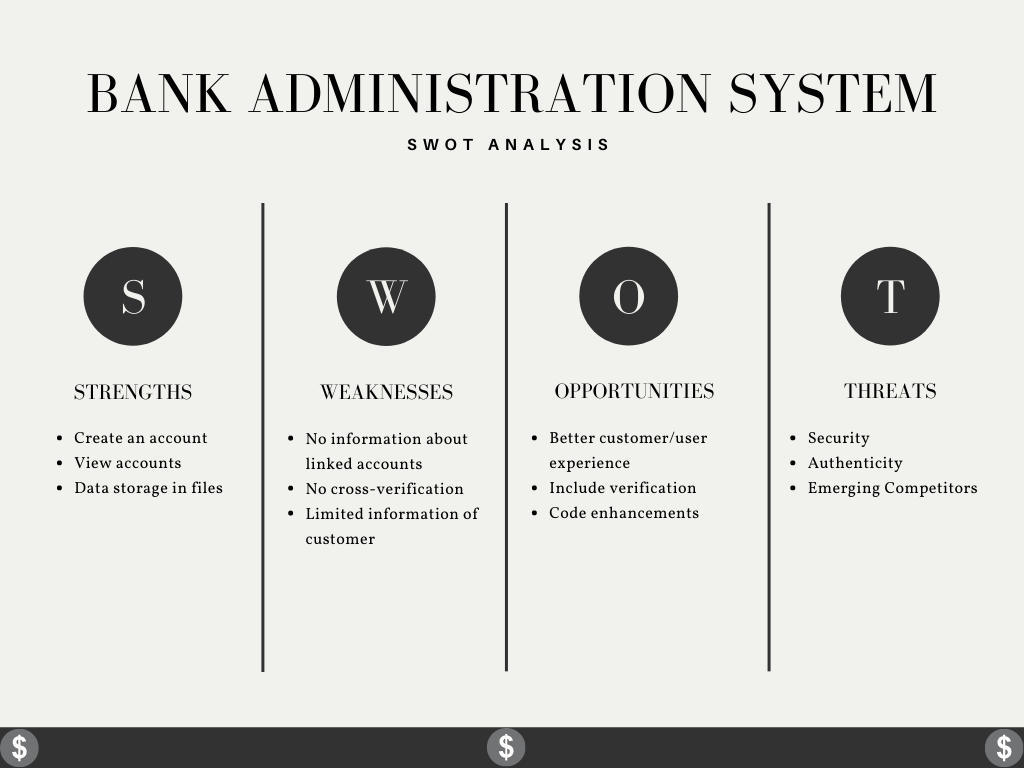 BANK ADMINISTRATION SYSTEM
SWOT ANALYSIS
S
STRENGTHS
• Create an account
• View accounts
• Data storage in files
W
WEAKNESSES
• No information about
linked accounts
• No cross-verification
• Limited information of
customer
O
OPPORTUNITIES
• Better customer/user
experience
• Include verification
• Code enhancements
T
THREATS
• Security
• Authenticity
• Emerging Competitors
$
$
$